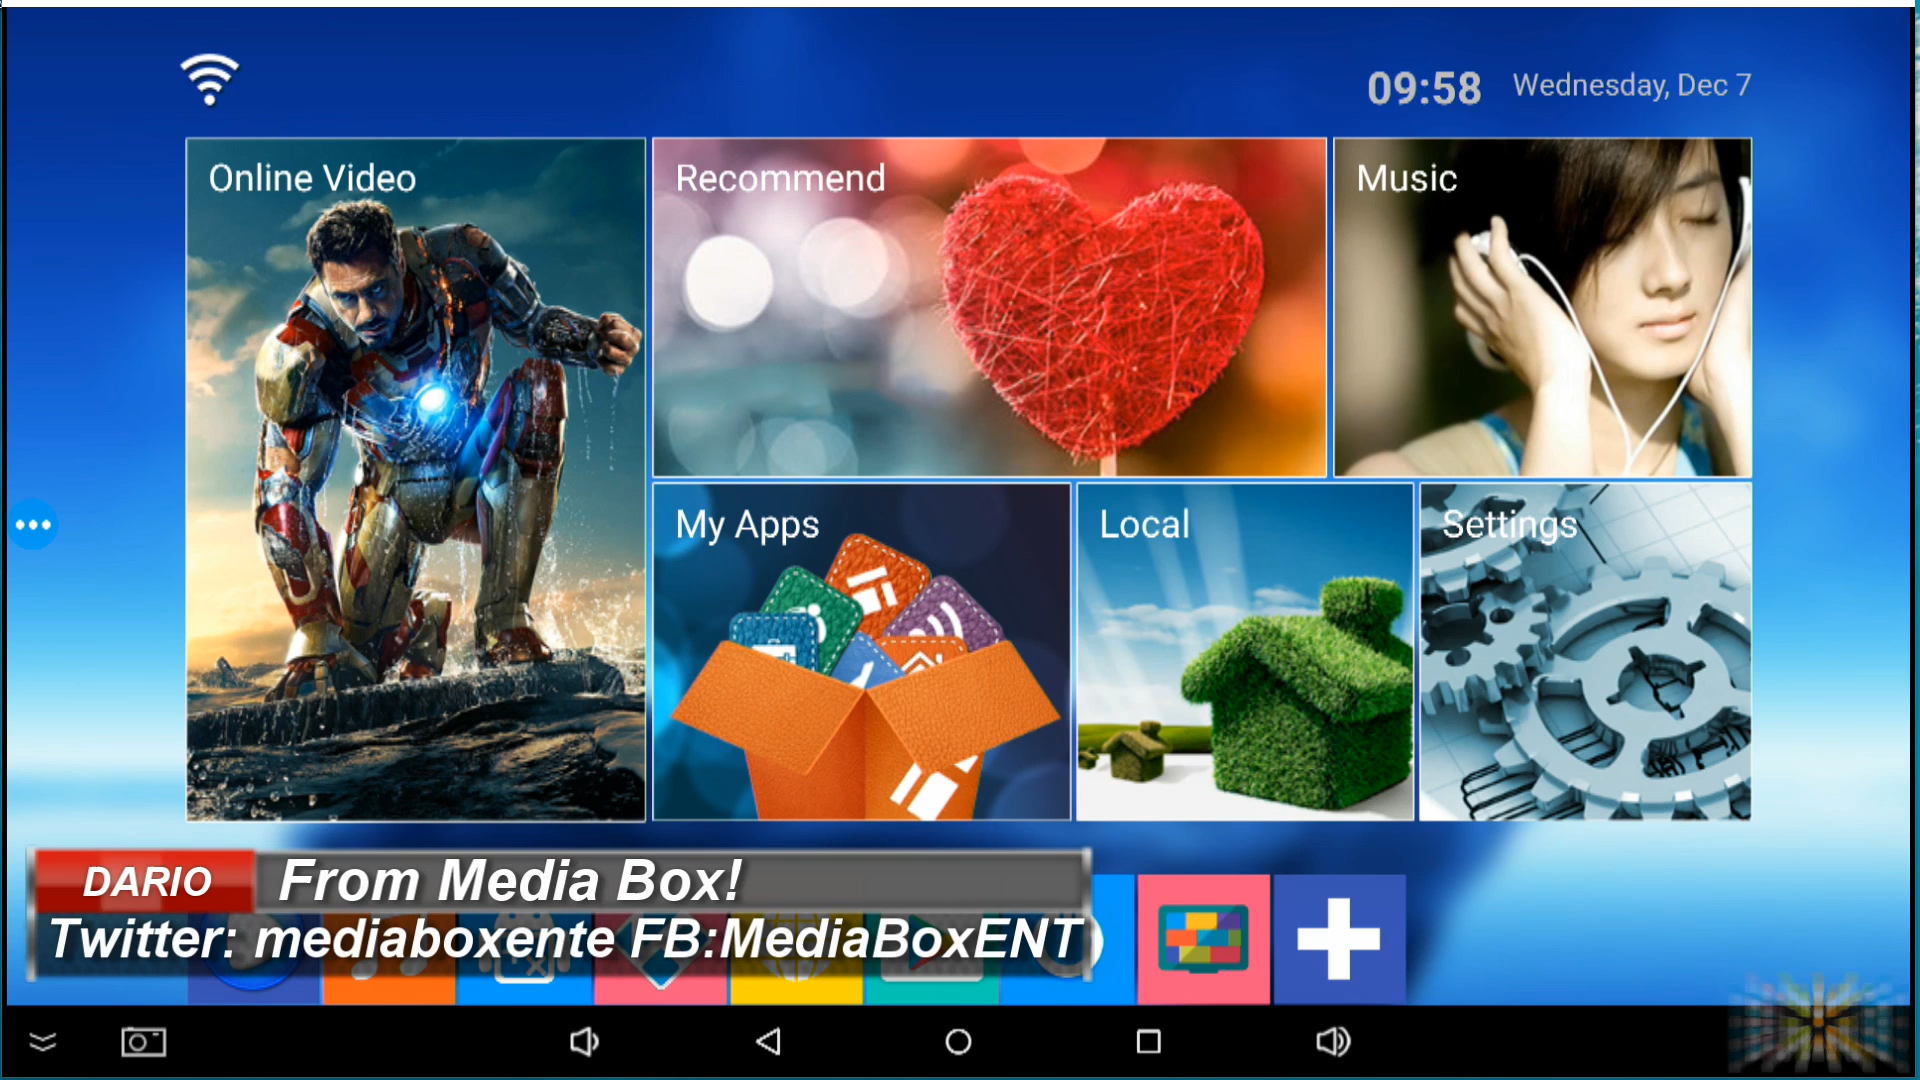 09:58 Wednesday, Dec 7
Online Video
Recommend
Music
My Apps
Local
Settings
DARIO From Media Box!
Twitter: mediaboxente FB:MediaBoxENT